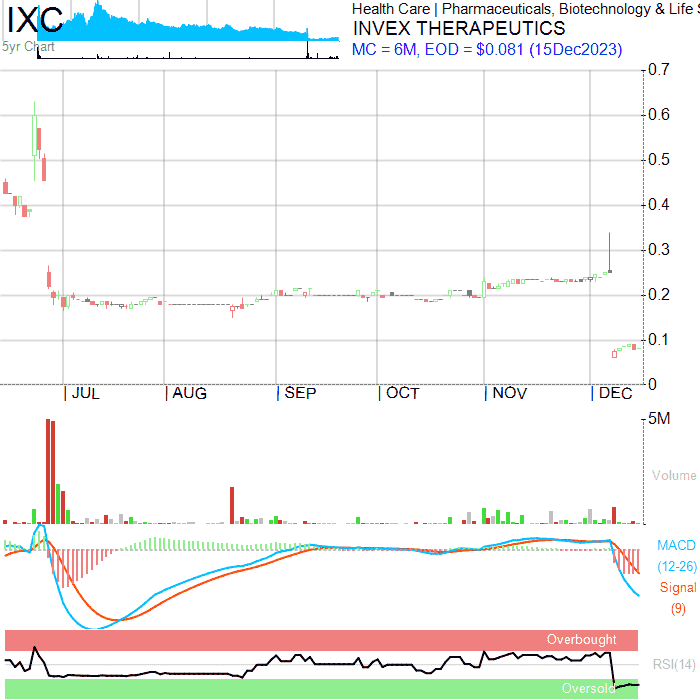 IXC
5yr Chart
Health Care | Pharmaceuticals, Biotechnology & Life S
INVEX THERAPEUTICS
MC = 6M, EOD = $0.081 (15Dec2023)
0.7
0.6
0.5
0.4
0.3
0.2
0.1
0
JUL AUG SEP OCT NOV DEC
5M
Volume
MACD
(12-26)
Signal
(9)
Overbought
RSI(14)
Oversold